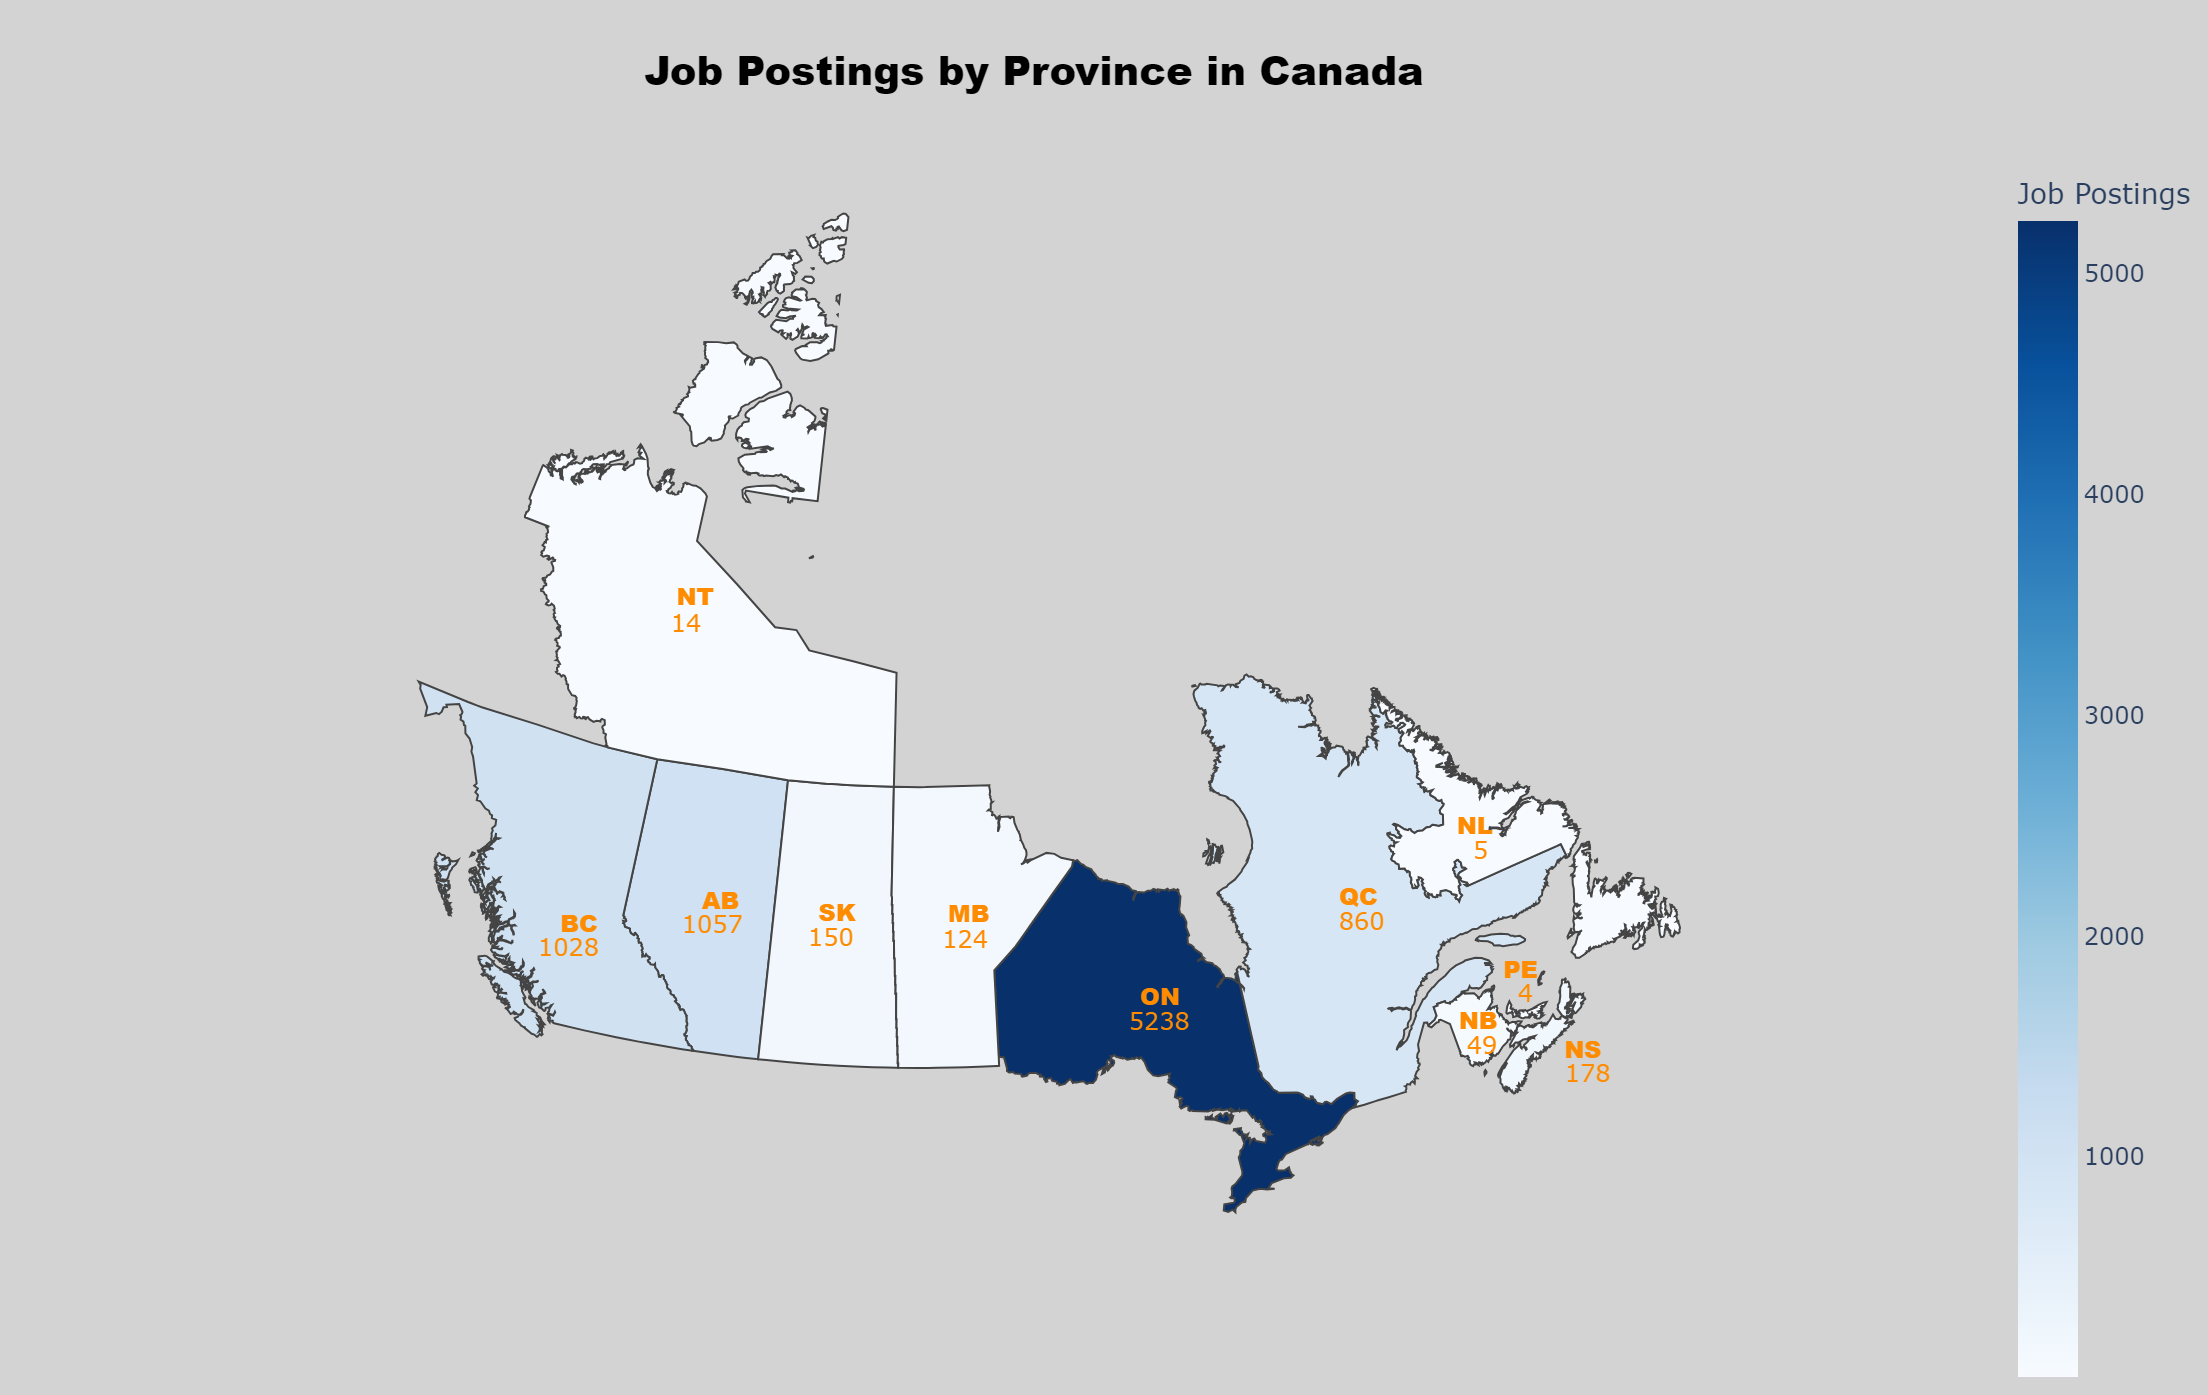 Job Postings by Province in Canada
Job Postings
5000
4000
3000
2000
1000
NT
14
BC
1028
AB
1057
SK
150
MB
124
ON
5238
QC
860
NL
5
PE
4
NB
49
NS
178